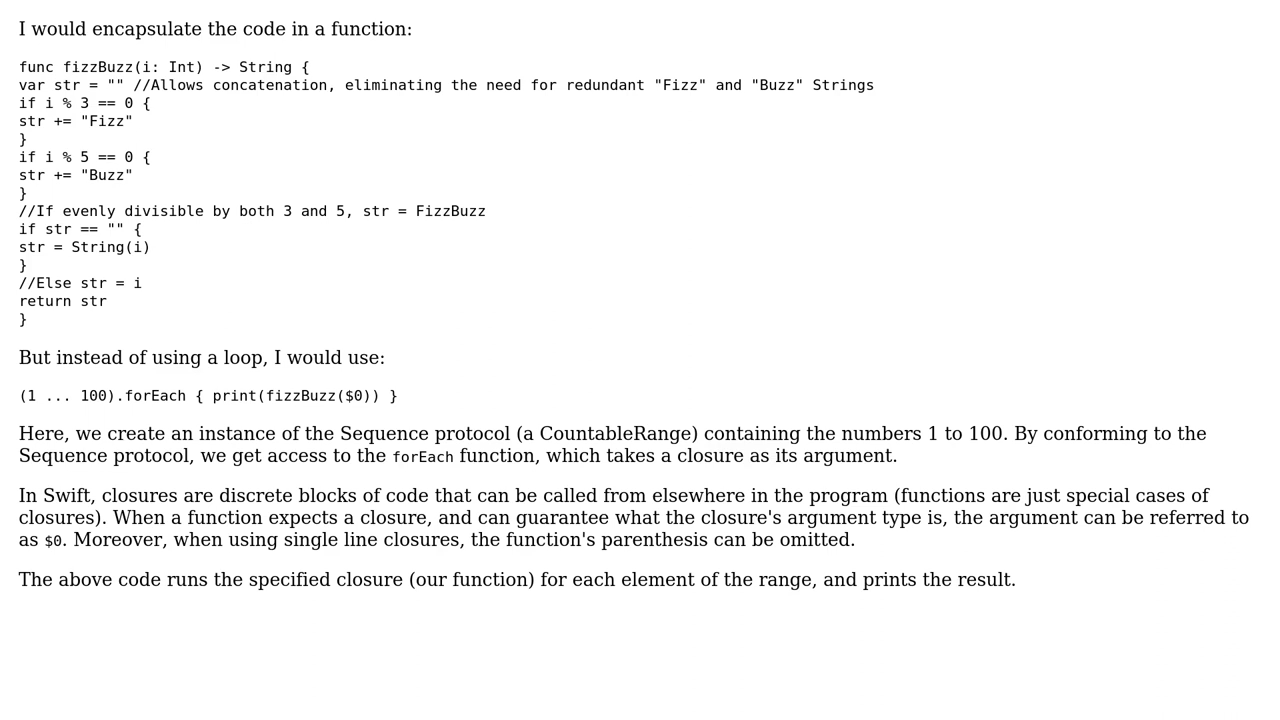 I would encapsulate the code in a function:
func fizzBuzz(i: Int) -> String {
var str = "" //Allows concatenation, eliminating the need for redundant "Fizz" and "Buzz" Strings
if i % 3 == 0 {
str += "Fizz"
}
if i % 5 == 0 {
str += "Buzz"
}
//If evenly divisible by both 3 and 5, str = FizzBuzz
if str == "" {
str = String(i)
}
//Else str = i
return str
}
But instead of using a loop, I would use:
(1 ... 100).forEach { print(fizzBuzz($0)) }
Here, we create an instance of the Sequence protocol (a CountableRange) containing the numbers 1 to 100. By conforming to the
Sequence protocol, we get access to the forEach function, which takes a closure as its argument.
In Swift, closures are discrete blocks of code that can be called from elsewhere in the program (functions are just special cases of
closures). When a function expects a closure, and can guarantee what the closure's argument type is, the argument can be referred to
as $0. Moreover, when using single line closures, the function's parenthesis can be omitted.
The above code runs the specified closure (our function) for each element of the range, and prints the result.